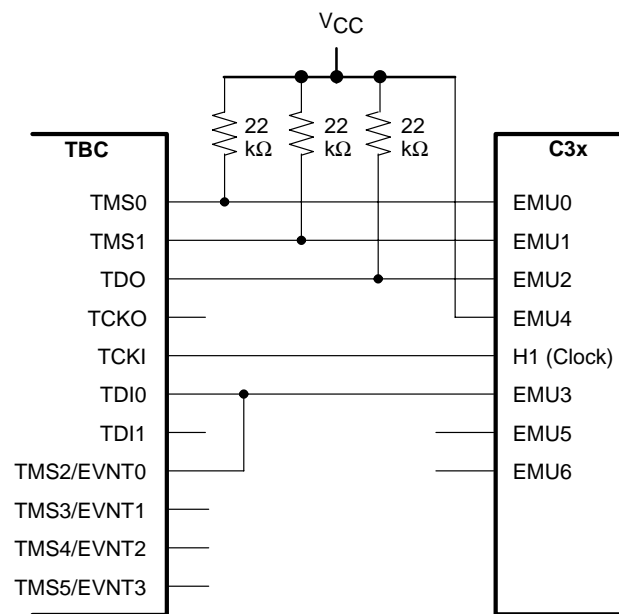 VCC
22
kΩ
22
kΩ
22
kΩ
TBC
C3x
TMS0
EMU0
TMS1
EMU1
TDO
EMU2
TCKO
EMU4
TCKI
H1 (Clock)
TDI0
EMU3
TDI1
EMU5
TMS2/EVNT0
EMU6
TMS3/EVNT1
TMS4/EVNT2
TMS5/EVNT3